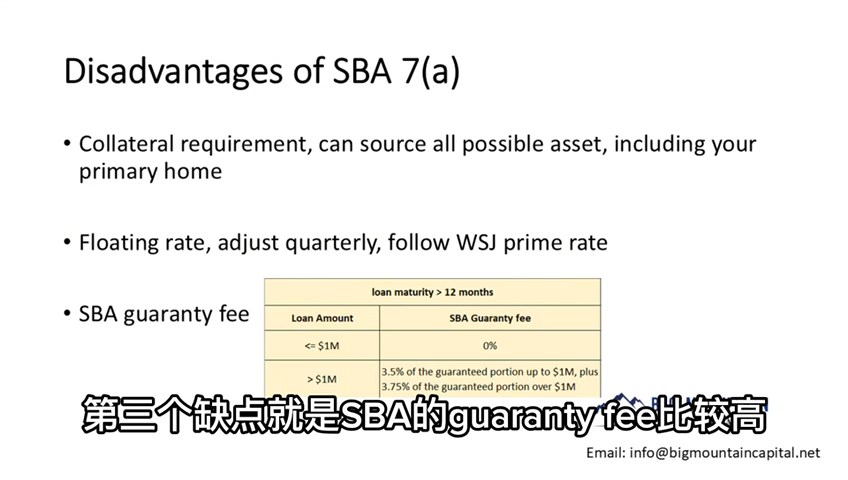 Disadvantages of SBA 7(a)
• Collateral requirement, can source all possible asset, including your
primary home
• Floating rate, adjust quarterly, follow WSJ prime rate
• SBA guaranty fee
loan maturity > 12 months
Loan Amount SBA Guaranty fee
<= $1M 0%
> $1M 3.5% of the guaranteed portion up to $1M, plus
3.75% of the guaranteed portion over $1M
第三个缺点就是SBA的guaranty fee比较高
Email: info@bigmountaincapital.net